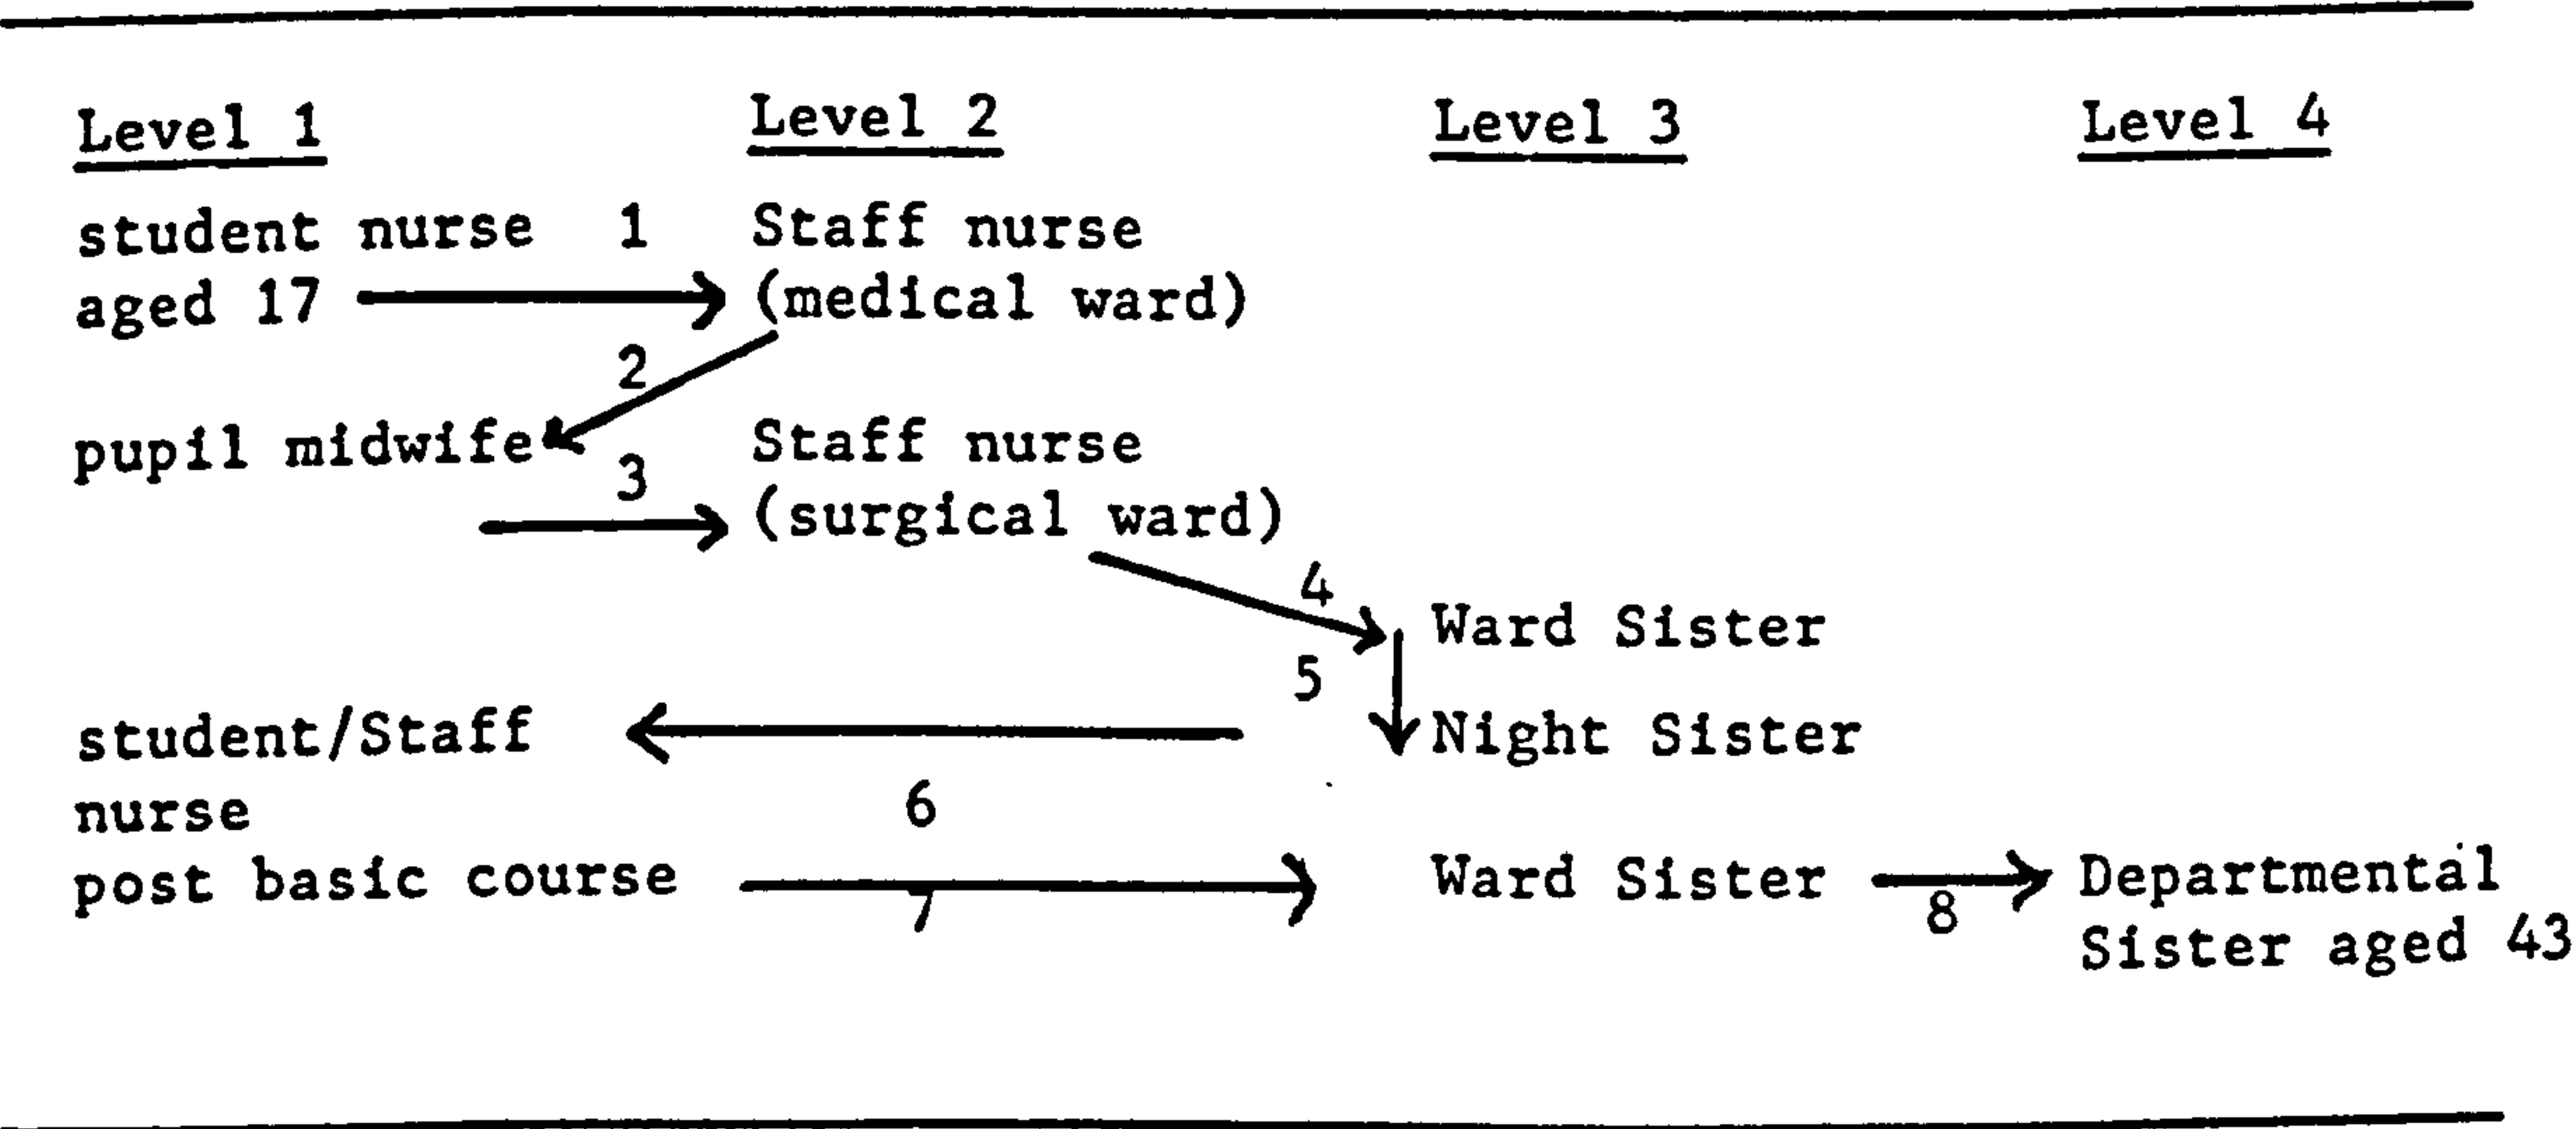 Level 1 Level 2 Level 3 Level 4
student nurse 1 Staff nurse
aged 17 (medical ward)
2
pupil midwife Staff nurse
3
(surgical ward)
4
Ward Sister
5
student/Staff Night Sister
nurse 6
post basic course Ward Sister Departmental
7 8
Sister aged 43